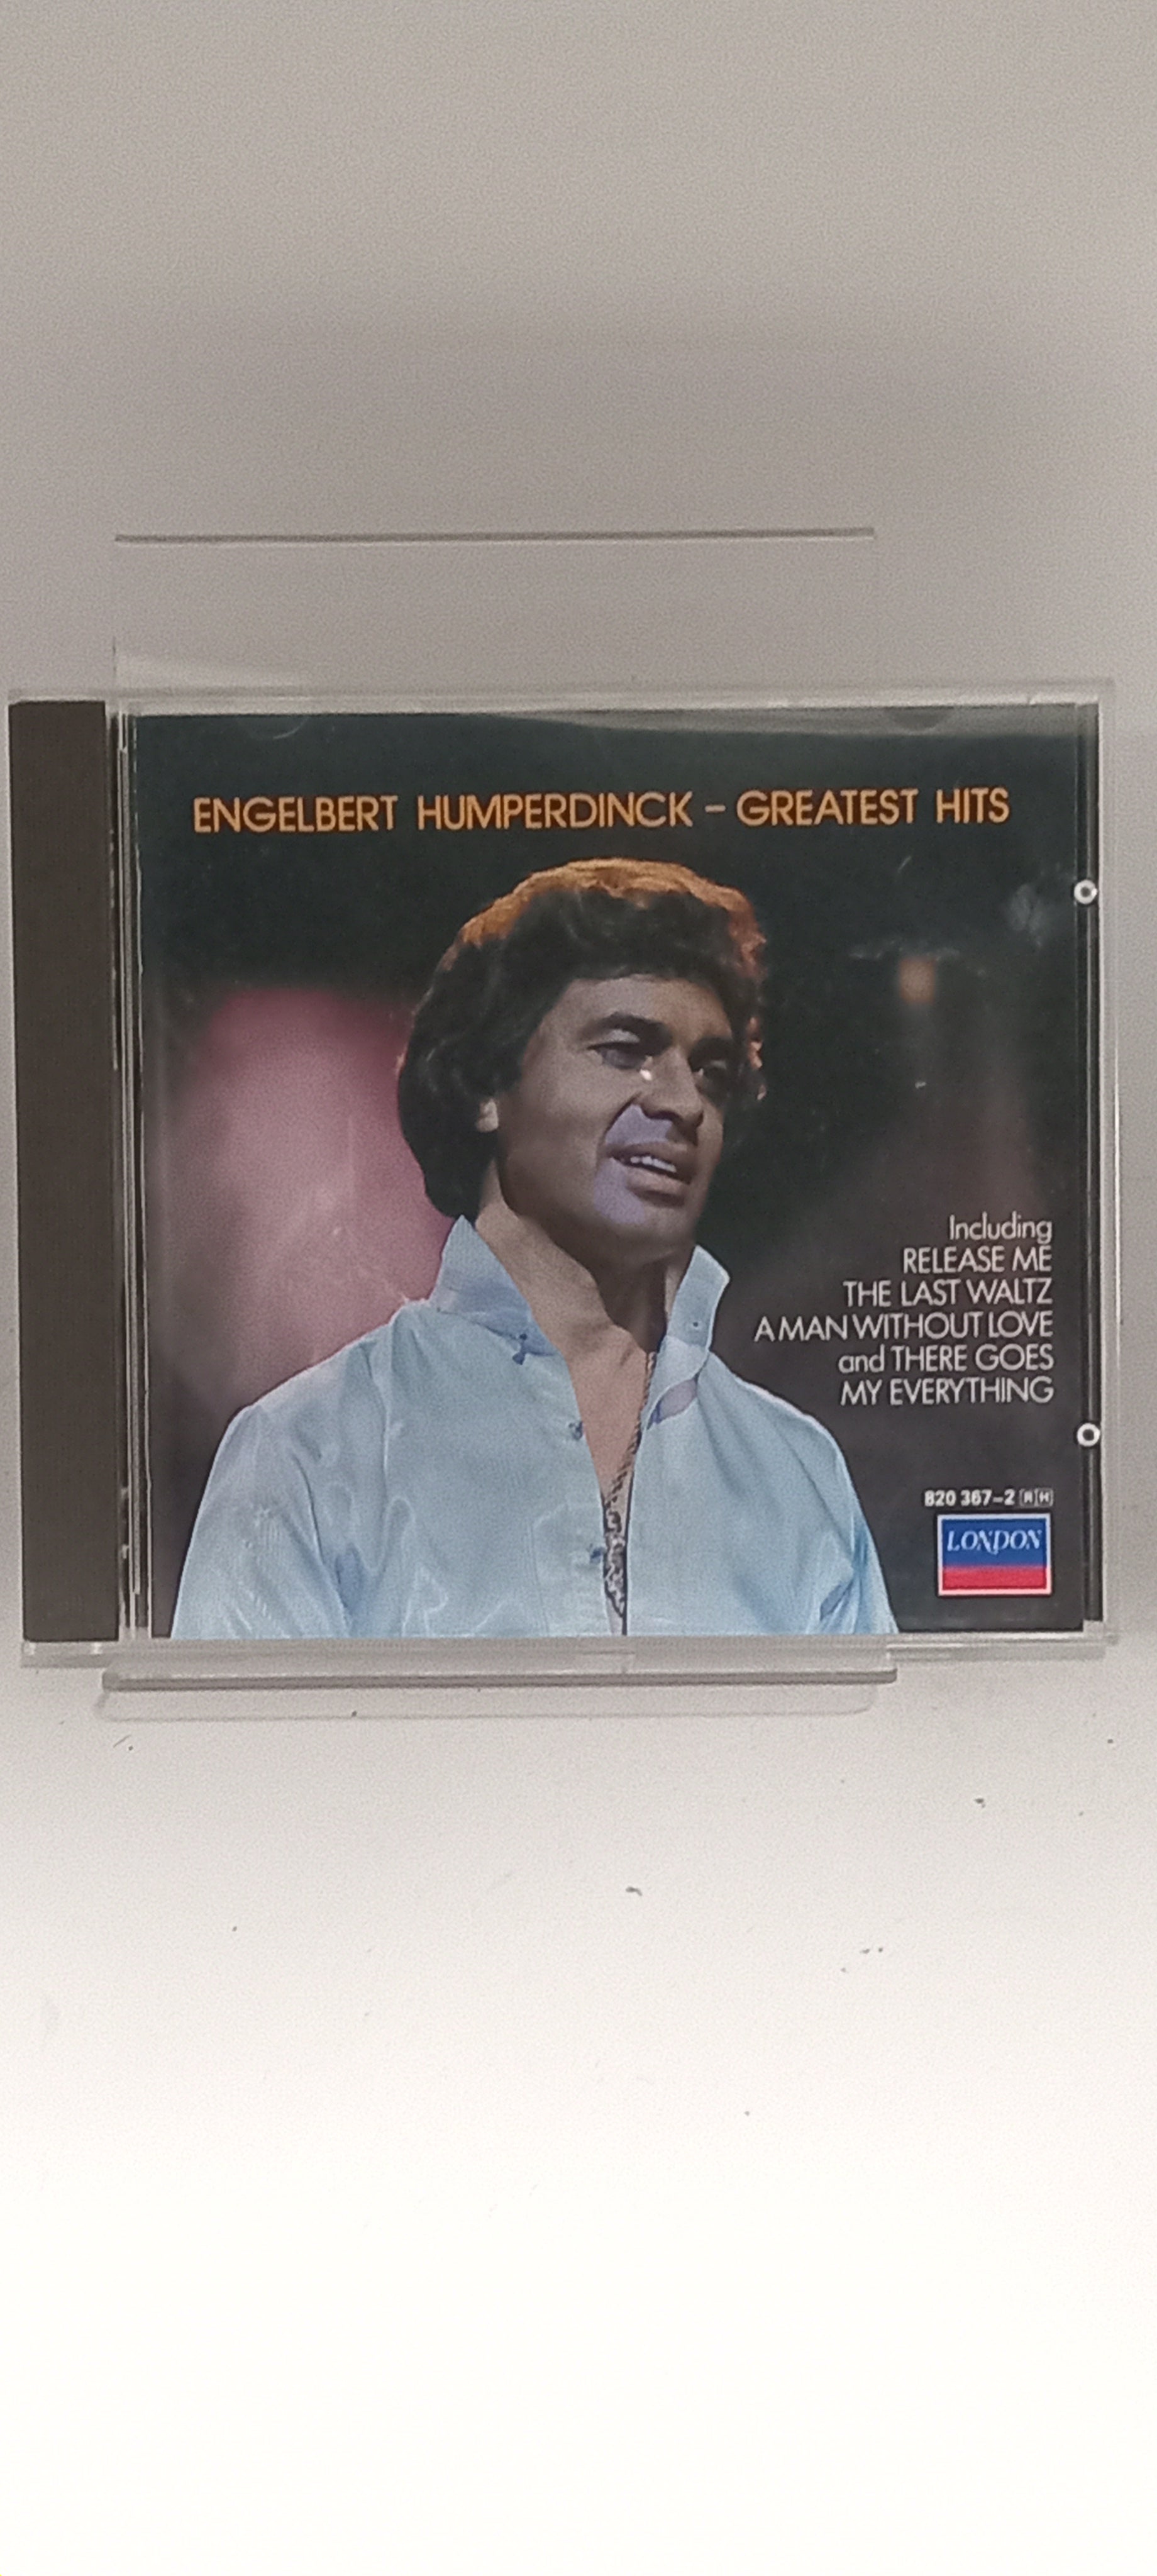 ENGELBERT HUMPERDINCK – GREATEST HITS
Including
RELEASE ME
THE LAST WALTZ
A MAN WITHOUT LOVE
and THERE GOES
MY EVERYTHING
820 367-2 R H
LONDON